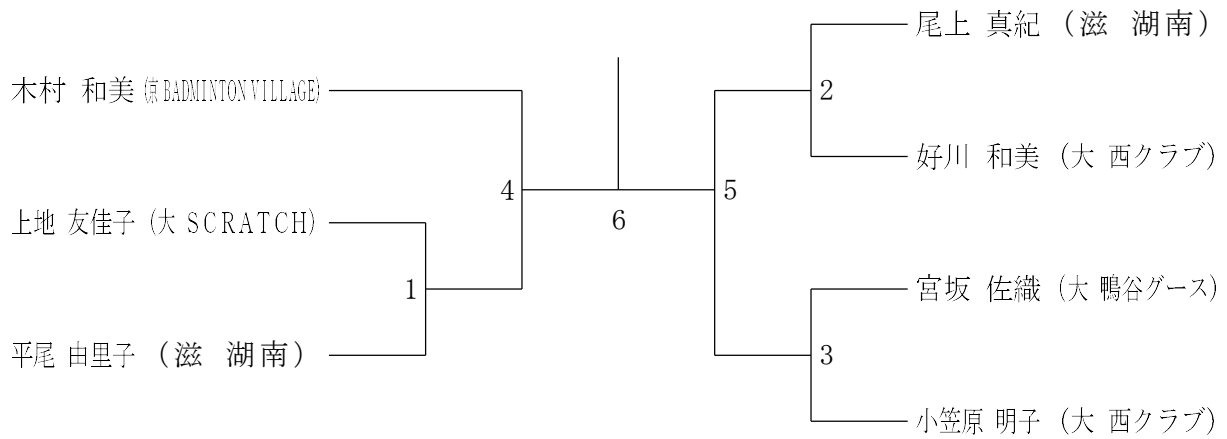 木村 和美 (京 BADMINTON VILLAGE)
上地 友佳子 (大 SCRATCH)
平尾 由里子 (滋 湖南)
1
4
6
5
2
3
尾上 真紀 (滋 湖南)
好川 和美 (大 西クラブ)
宮坂 佐織 (大 鴨谷グース)
小笠原 明子 (大 西クラブ)